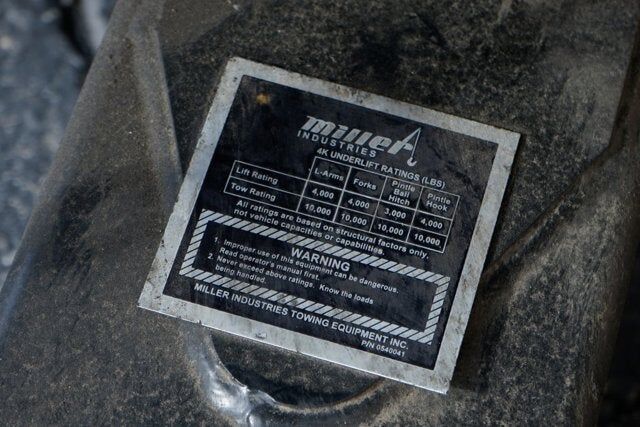 miller
INDUSTRIES
4K UNDERLIFT RATINGS (LBS)
L-Arms Forks Pintle Ball Hitch Pintle Hook
Lift Rating 4,000 4,000 3,000 4,000
Tow Rating 10,000 10,000 10,000 10,000
All ratings are based on structural factors only,
not vehicle capacities or capabilities.
WARNING
1. Improper use of this equipment can be dangerous.
Read operator's manual first.
2. Never exceed above ratings. Know the loads
being handled.
MILLER INDUSTRIES TOWING EQUIPMENT INC.
P/N 0540041